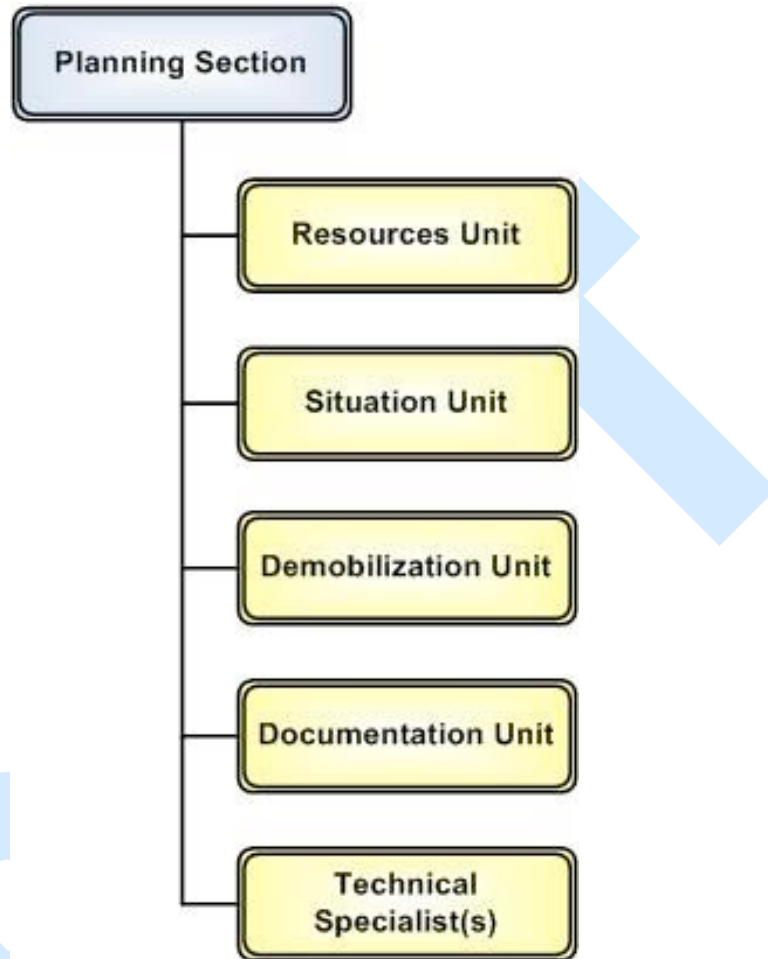 Planning Section
Resources Unit
Situation Unit
Demobilization Unit
Documentation Unit
Technical
Specialist(s)